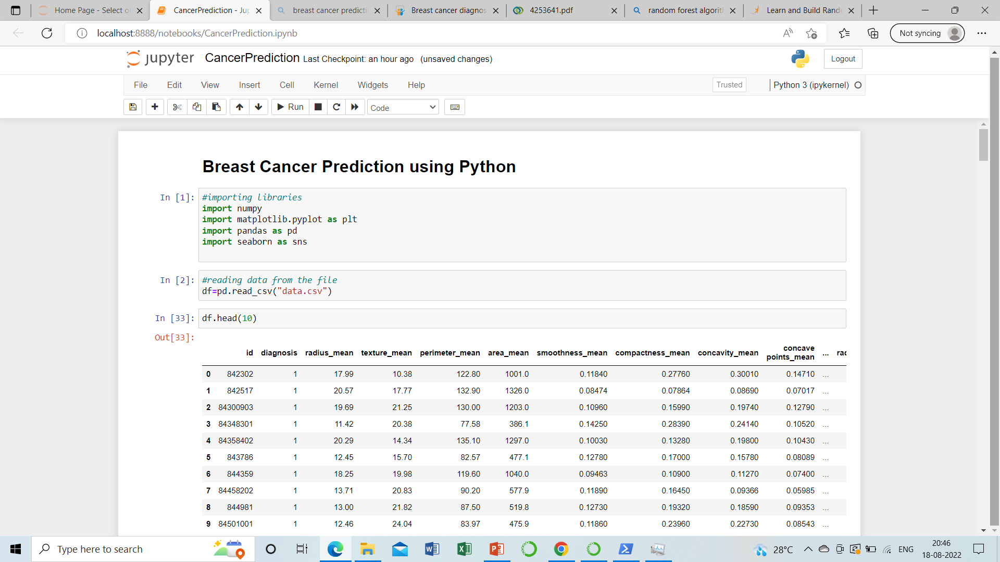 Home Page - Select o
CancerPrediction - Jup
breast cancer predicti
Breast cancer diagnos
4253641.pdf
random forest algorit
Learn and Build Rand
localhost:8888/notebooks/CancerPrediction.ipynb
Not syncing
jupyter CancerPrediction Last Checkpoint: an hour ago (unsaved changes)
Logout
File Edit View Insert Cell Kernel Widgets Help
Trusted
Python 3 (ipykernel)
Run
Code
Breast Cancer Prediction using Python
In [1]: #importing libraries
import numpy
import matplotlib.pyplot as plt
import pandas as pd
import seaborn as sns
In [2]: #reading data from the file
df=pd.read_csv("data.csv")
In [33]: df.head(10)
Out[33]:
id diagnosis radius_mean texture_mean perimeter_mean area_mean smoothness_mean compactness_mean concavity_mean concave points_mean ... rad
0 842302 1 17.99 10.38 122.80 1001.0 0.11840 0.27760 0.30010 0.14710 ...
1 842517 1 20.57 17.77 132.90 1326.0 0.08474 0.07864 0.08690 0.07017 ...
2 84300903 1 19.69 21.25 130.00 1203.0 0.10960 0.15990 0.19740 0.12790 ...
3 84348301 1 11.42 20.38 77.58 386.1 0.14250 0.28390 0.24140 0.10520 ...
4 84358402 1 20.29 14.34 135.10 1297.0 0.10030 0.13280 0.19800 0.10430 ...
5 843786 1 12.45 15.70 82.57 477.1 0.12780 0.17000 0.15780 0.08089 ...
6 844359 1 18.25 19.98 119.60 1040.0 0.09463 0.10900 0.11270 0.07400 ...
7 84458202 1 13.71 20.83 90.20 577.9 0.11890 0.16450 0.09366 0.05985 ...
8 844981 1 13.00 21.82 87.50 519.8 0.12730 0.19320 0.18590 0.09353 ...
9 84501001 1 12.46 24.04 83.97 475.9 0.11860 0.23960 0.22730 0.08543 ...
Type here to search
28°C
ENG
20:46
18-08-2022